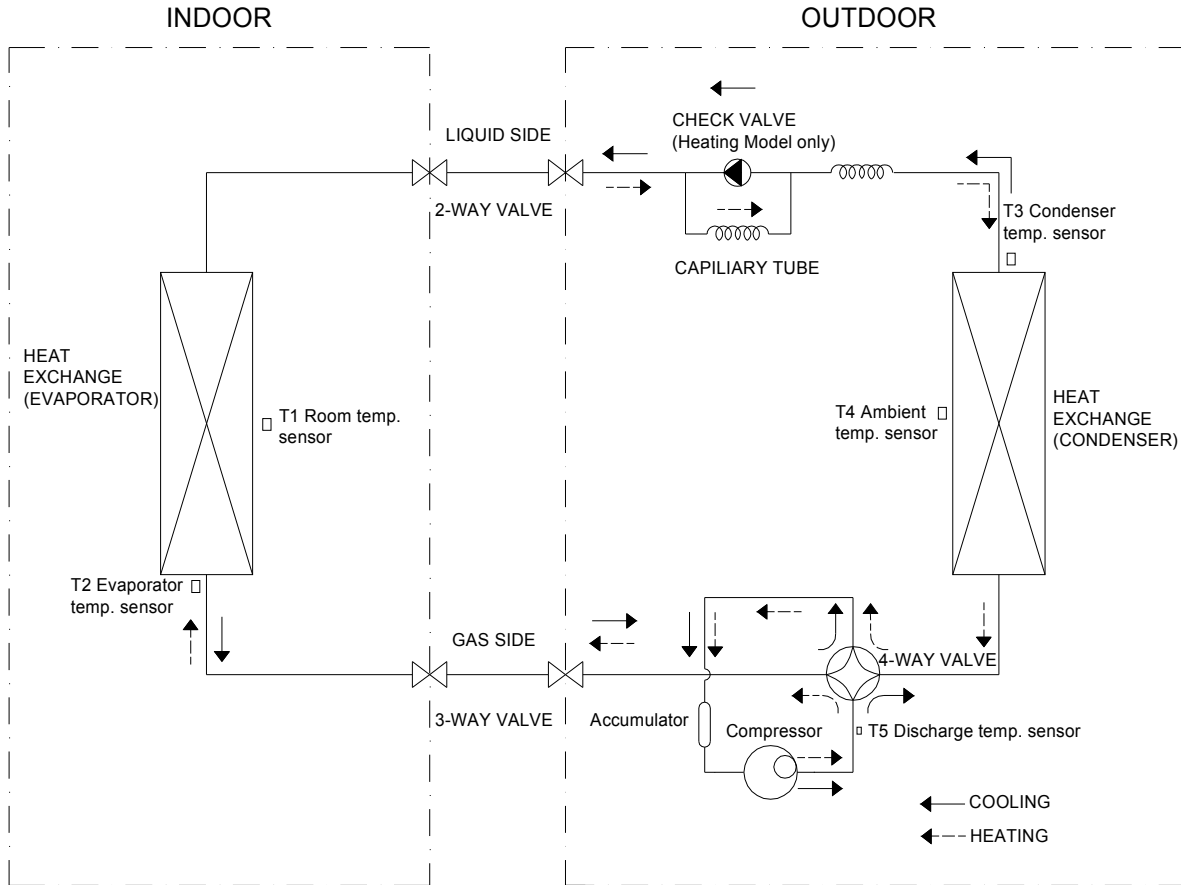 INDOOR
OUTDOOR
CHECK VALVE
(Heating Model only)
LIQUID SIDE
2-WAY VALVE
T3 Condenser
temp. sensor
CAPILIARY TUBE
HEAT
EXCHANGE
(EVAPORATOR)
T1 Room temp.
sensor
T4 Ambient
temp. sensor
HEAT
EXCHANGE
(CONDENSER)
T2 Evaporator
temp. sensor
GAS SIDE
4-WAY VALVE
3-WAY VALVE
Accumulator
Compressor
T5 Discharge temp. sensor
COOLING
HEATING